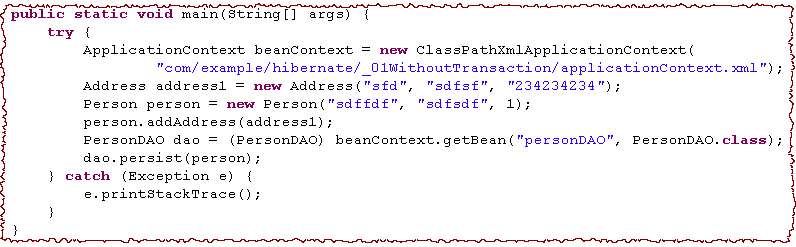 public static void main(String[] args) {
    try {
        ApplicationContext beanContext = new ClassPathXmlApplicationContext(
                "com/example/hibernate/_01WithoutTransaction/applicationContext.xml");
        Address address1 = new Address("sfd", "sdfsf", "234234234");
        Person person = new Person("sdffdf", "sdfsdf", 1);
        person.addAddress(address1);
        PersonDAO dao = (PersonDAO) beanContext.getBean("personDAO", PersonDAO.class);
        dao.persist(person);
    } catch (Exception e) {
        e.printStackTrace();
    }
}